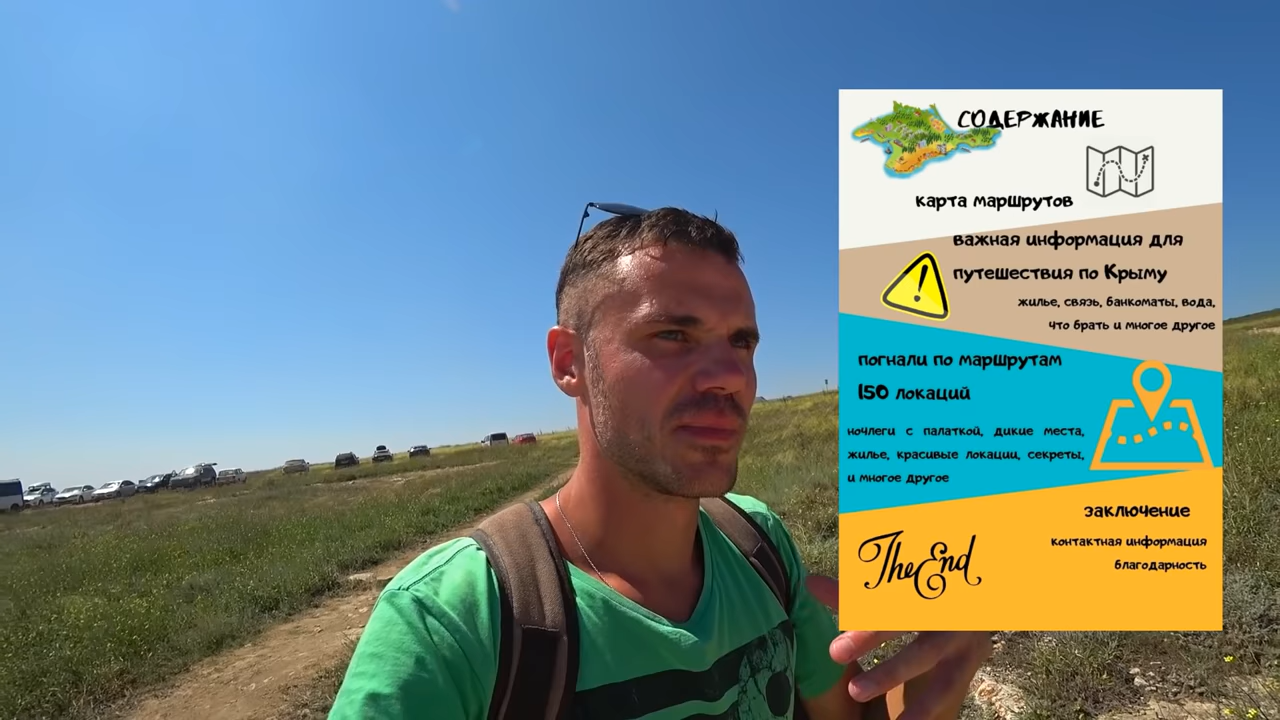 СОДЕРЖАНИЕ
карта маршрутов
важная информация для
путешествия по Крыму
жилье, связь, банкоматы, вода,
что брать и многое другое
погнали по маршрутам
150 локаций
ночлеги с палаткой, дикие места,
жилье, красивые локации, секреты,
и многое другое
заключение
контактная информация
благодарность
The End